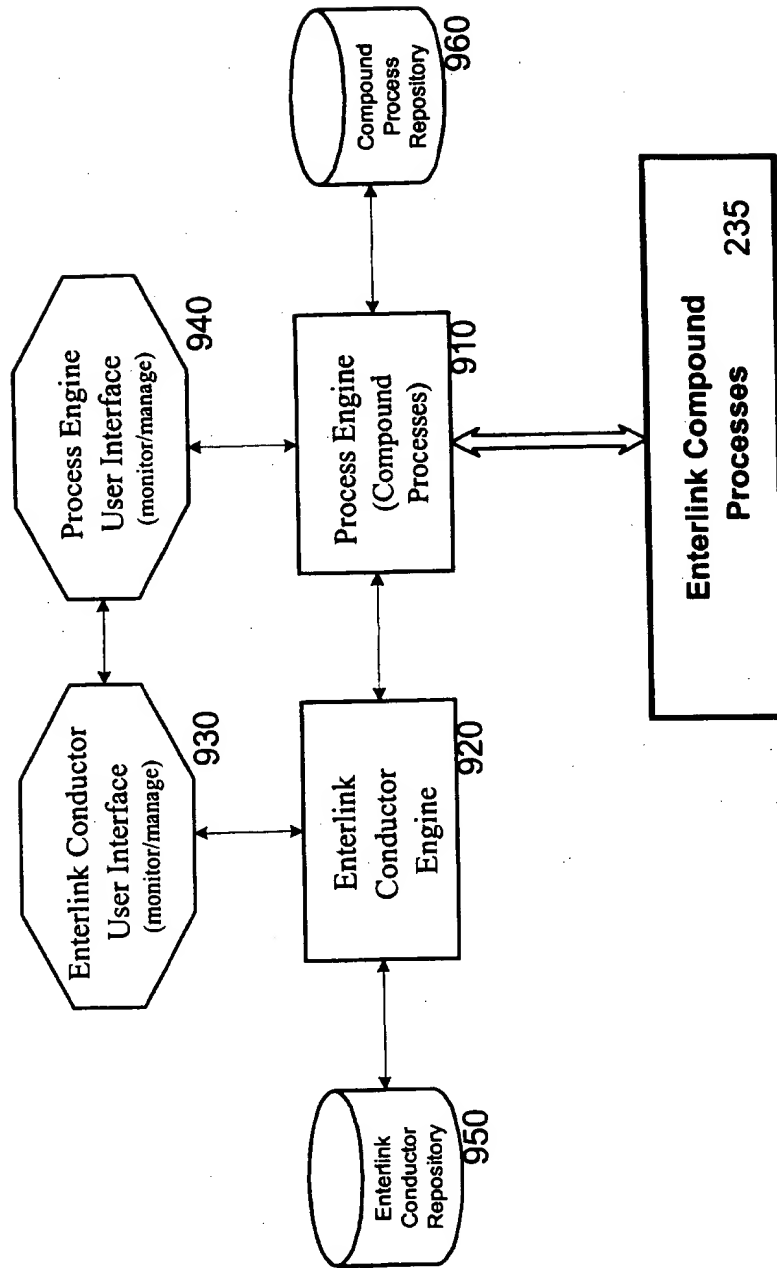 Enterlink Conductor
User Interface
(monitor/manage)
930
Process Engine
User Interface
(monitor/manage)
940
Enterlink
Conductor
Repository
950
Enterlink
Conductor
Engine
920
Process Engine
(Compound
Processes)
910
Compound
Process
Repository
960
Enterlink Compound
Processes 235